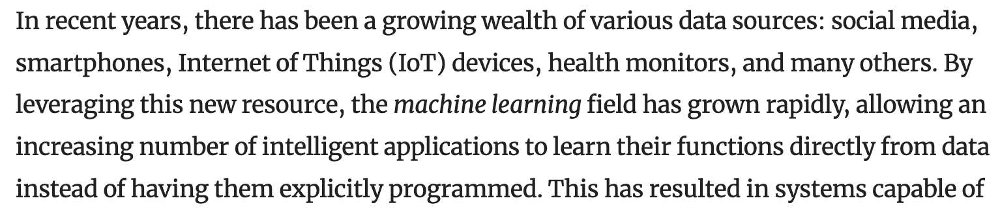 In recent years, there has been a growing wealth of various data sources: social media,
smartphones, Internet of Things (IoT) devices, health monitors, and many others. By
leveraging this new resource, the machine learning field has grown rapidly, allowing an
increasing number of intelligent applications to learn their functions directly from data
instead of having them explicitly programmed. This has resulted in systems capable of